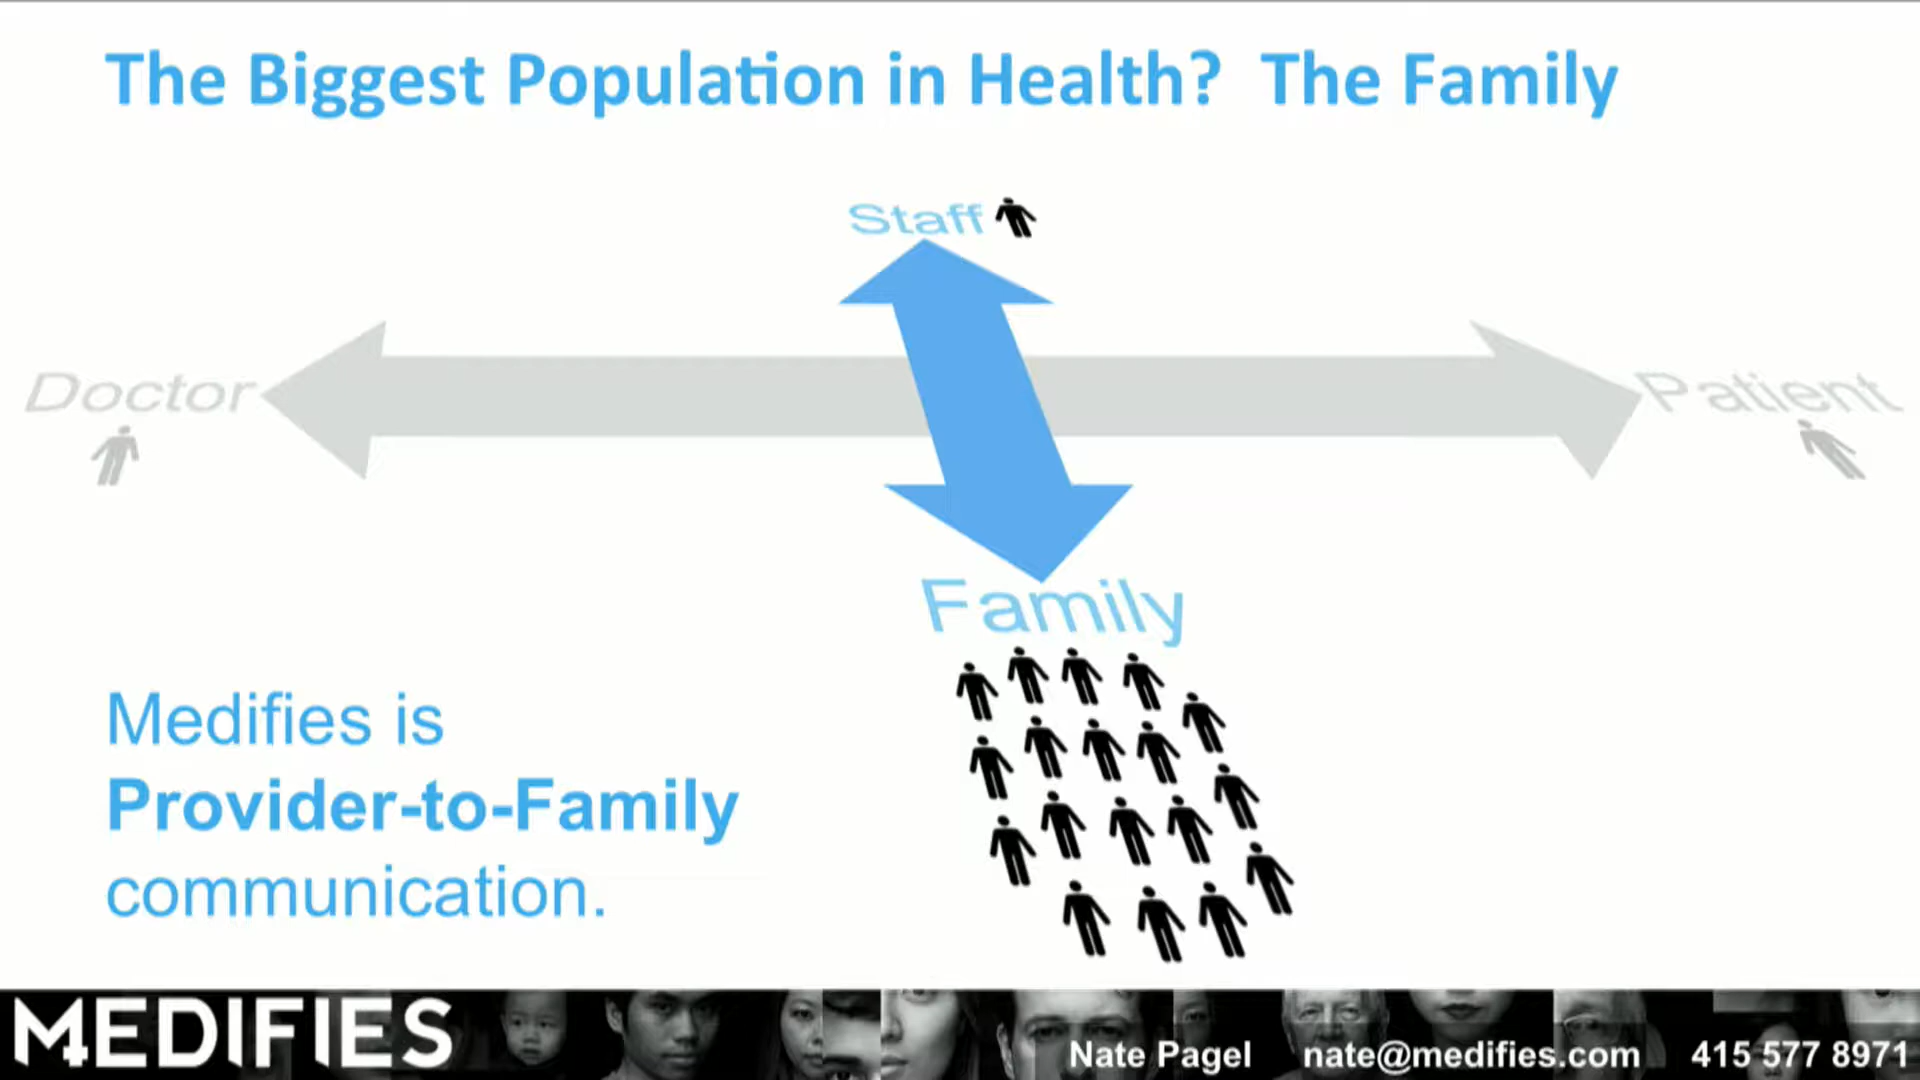 The Biggest Population in Health?  The Family
Staff
Doctor
Patient
Family
Medifies is
Provider-to-Family
communication.
MEDIFIES
Nate Pagel nate@medifies.com 415 577 8971